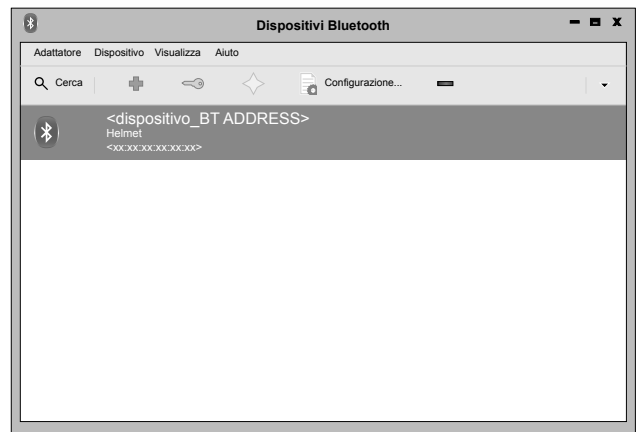 Dispositivi Bluetooth
Adattatore Dispositivo Visualizza Aiuto
Cerca Configurazione...
<dispositivo_BT ADDRESS>
Helmet
<xx:xx:xx:xx:xx:xx>